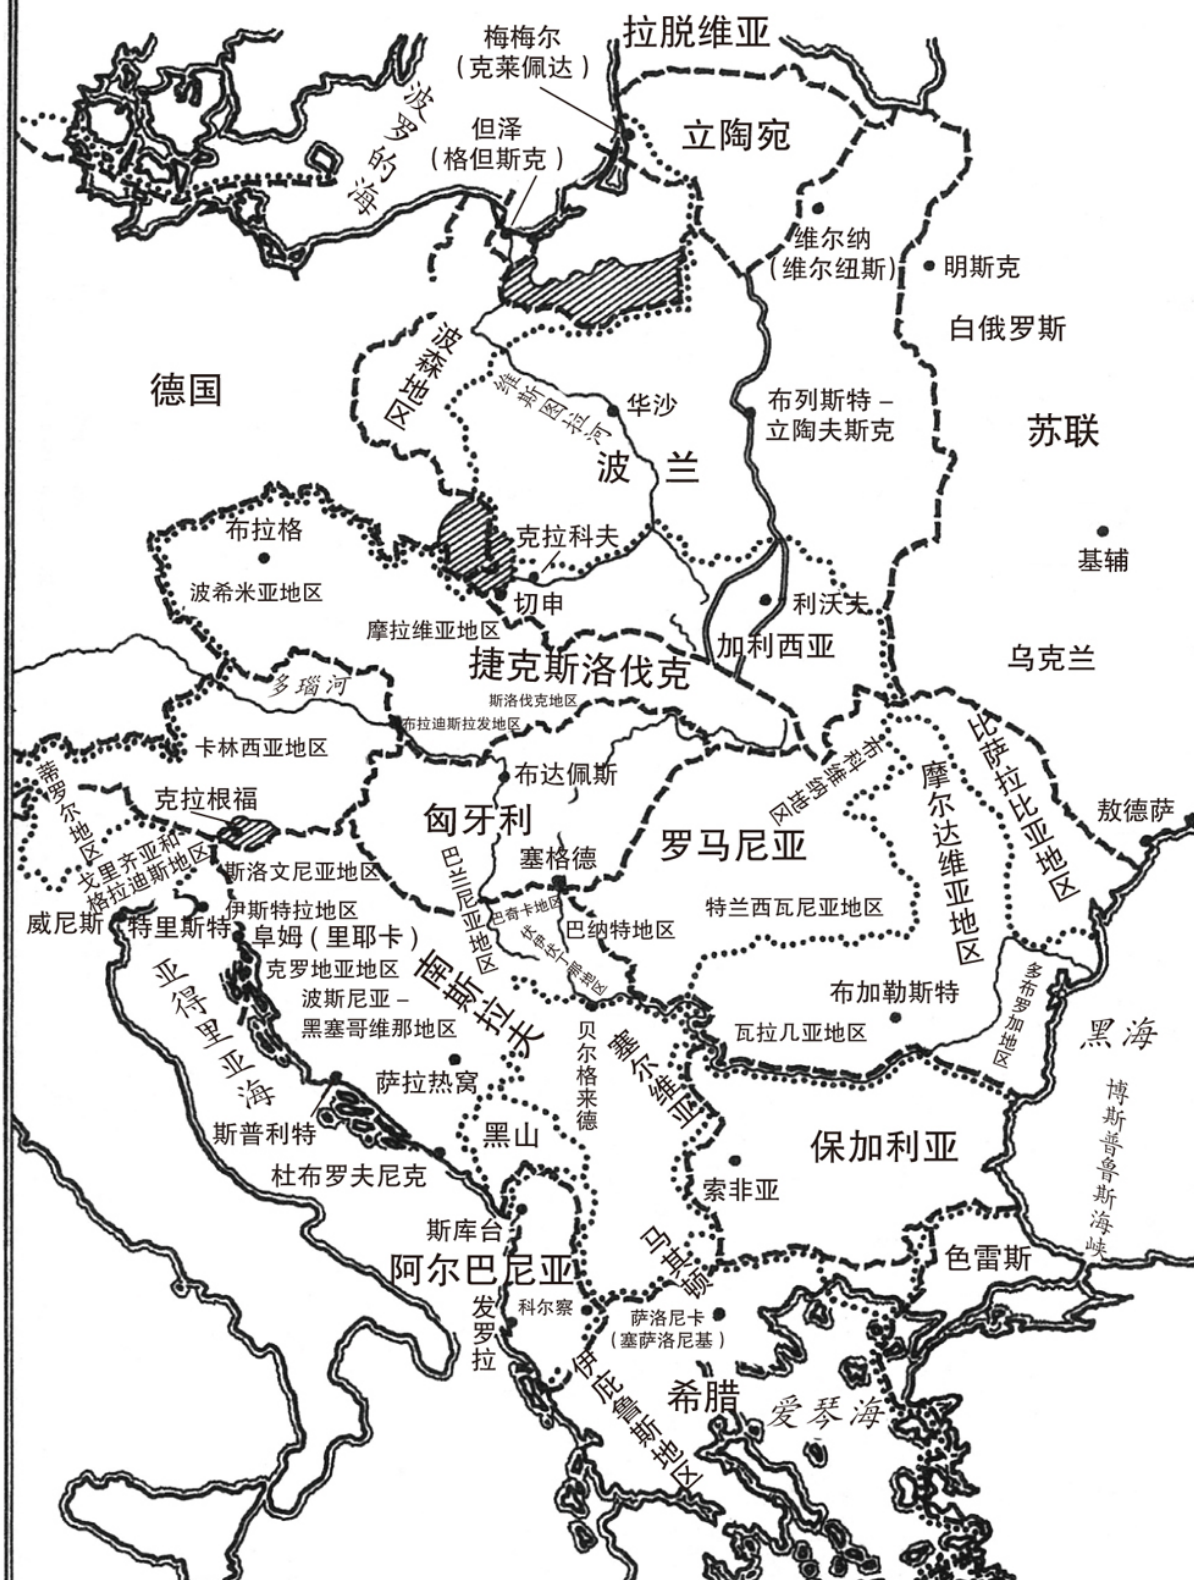 拉脱维亚
梅梅尔
（克莱佩达）
波罗的海
但泽
（格但斯克）
立陶宛
维尔纳
（维尔纽斯）
明斯克
白俄罗斯
德国
波森地区
维斯图拉河
华沙
布列斯特－
立陶夫斯克
苏联
波兰
布拉格
克拉科夫
基辅
波希米亚地区
切申
利沃夫
摩拉维亚地区
加利西亚
乌克兰
捷克斯洛伐克
多瑙河
斯洛伐克地区
布拉迪斯拉发地区
卡林西亚地区
布科维纳地区
比萨拉比亚地区
蒂罗尔地区
布达佩斯
摩尔达维亚地区
克拉根福
匈牙利
敖德萨
罗马尼亚
戈里齐亚和
格拉迪斯地区
斯洛文尼亚地区
巴兰尼亚地区
塞格德
威尼斯
特里斯特
伊斯特拉地区
巴奇卡地区
巴纳特地区
特兰西瓦尼亚地区
阜姆（里耶卡）
伏伊伏丁那地区
亚得里亚海
克罗地亚地区
南斯拉夫
波斯尼亚－
黑塞哥维那地区
多布罗加地区
布加勒斯特
瓦拉几亚地区
黑海
贝尔格来德
塞尔维亚
萨拉热窝
斯普利特
黑山
保加利亚
博斯普鲁斯海峡
杜布罗夫尼克
索非亚
斯库台
马其顿
色雷斯
阿尔巴尼亚
发罗拉
科尔察
萨洛尼卡
（塞萨洛尼基）
伊庇鲁斯地区
希腊
爱琴海